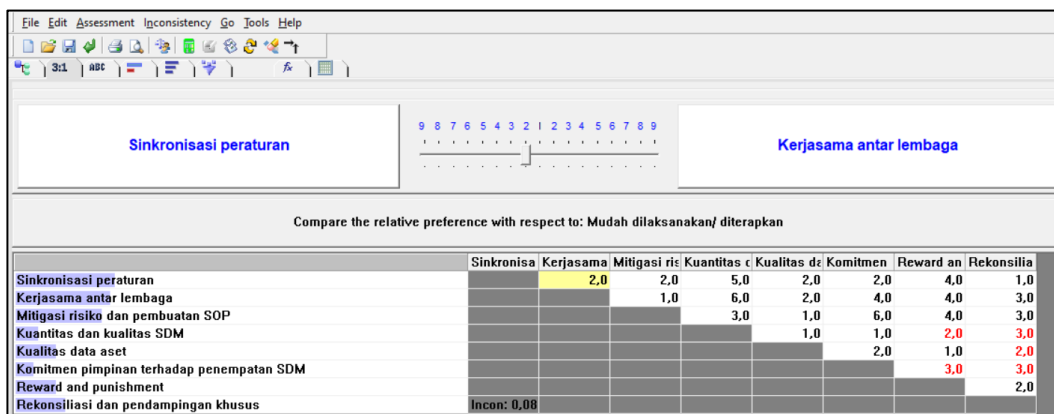 File Edit Assessment Inconsistency Go Tools Help
3:1 ABC fx
Sinkronisasi peraturan 9 8 7 6 5 4 3 2 1 2 3 4 5 6 7 8 9 Kerjasama antar lembaga
Compare the relative preference with respect to: Mudah dilaksanakan/ diterapkan
Sinkronisa Kerjasama Mitigasi ris Kuantitas d Kualitas da Komitmen Reward an Rekonsilia
Sinkronisasi peraturan 2,0 2,0 5,0 2,0 2,0 4,0 1,0
Kerjasama antar lembaga 1,0 6,0 2,0 4,0 4,0 3,0
Mitigasi risiko dan pembuatan SOP 3,0 1,0 6,0 4,0 3,0
Kuantitas dan kualitas SDM 1,0 1,0 2,0 3,0
Kualitas data aset 2,0 1,0 2,0
Komitmen pimpinan terhadap penempatan SDM 3,0 3,0
Reward and punishment 2,0
Rekonsiliasi dan pendampingan khusus Incon: 0,08